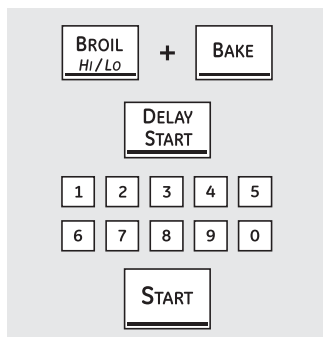 BROIL + BAKE
HI/LO
DELAY
START
1 2 3 4 5
6 7 8 9 0
START